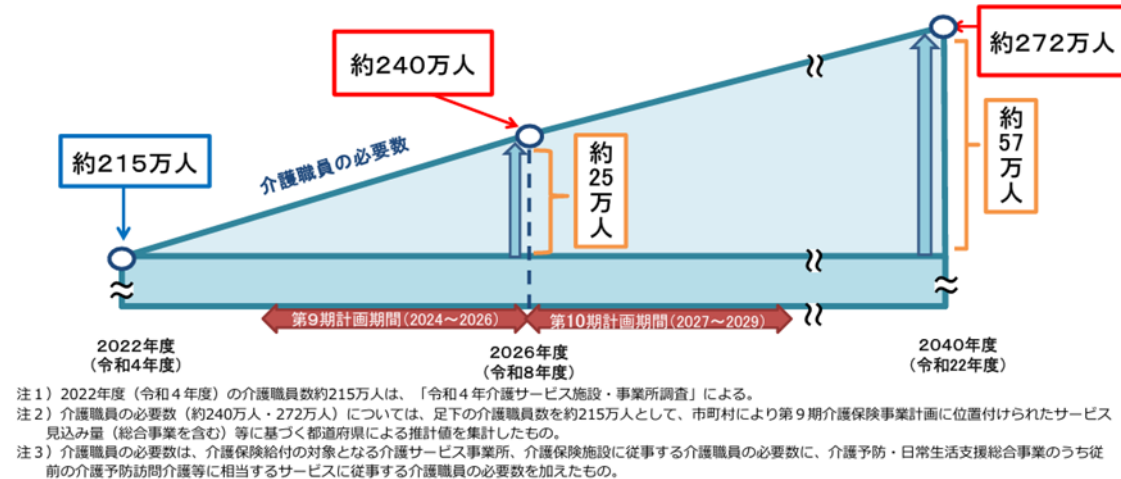 約272万人
約240万人
約215万人
介護職員の必要数
約25万人
約57万人
第9期計画期間(2024～2026)
第10期計画期間(2027～2029)
2022年度
(令和4年度)
2026年度
(令和8年度)
2040年度
(令和22年度)
注１）2022年度（令和４年度）の介護職員数約215万人は、「令和４年介護サービス施設・事業所調査」による。
注２）介護職員の必要数（約240万人・272万人）については、足下の介護職員数を約215万人として、市町村により第９期介護保険事業計画に位置付けられたサービス
見込み量（総合事業を含む）等に基づく都道府県による推計値を集計したもの。
注３）介護職員の必要数は、介護保険給付の対象となる介護サービス事業所、介護保険施設に従事する介護職員の必要数に、介護予防・日常生活支援総合事業のうち従
前の介護予防訪問介護等に相当するサービスに従事する介護職員の必要数を加えたもの。